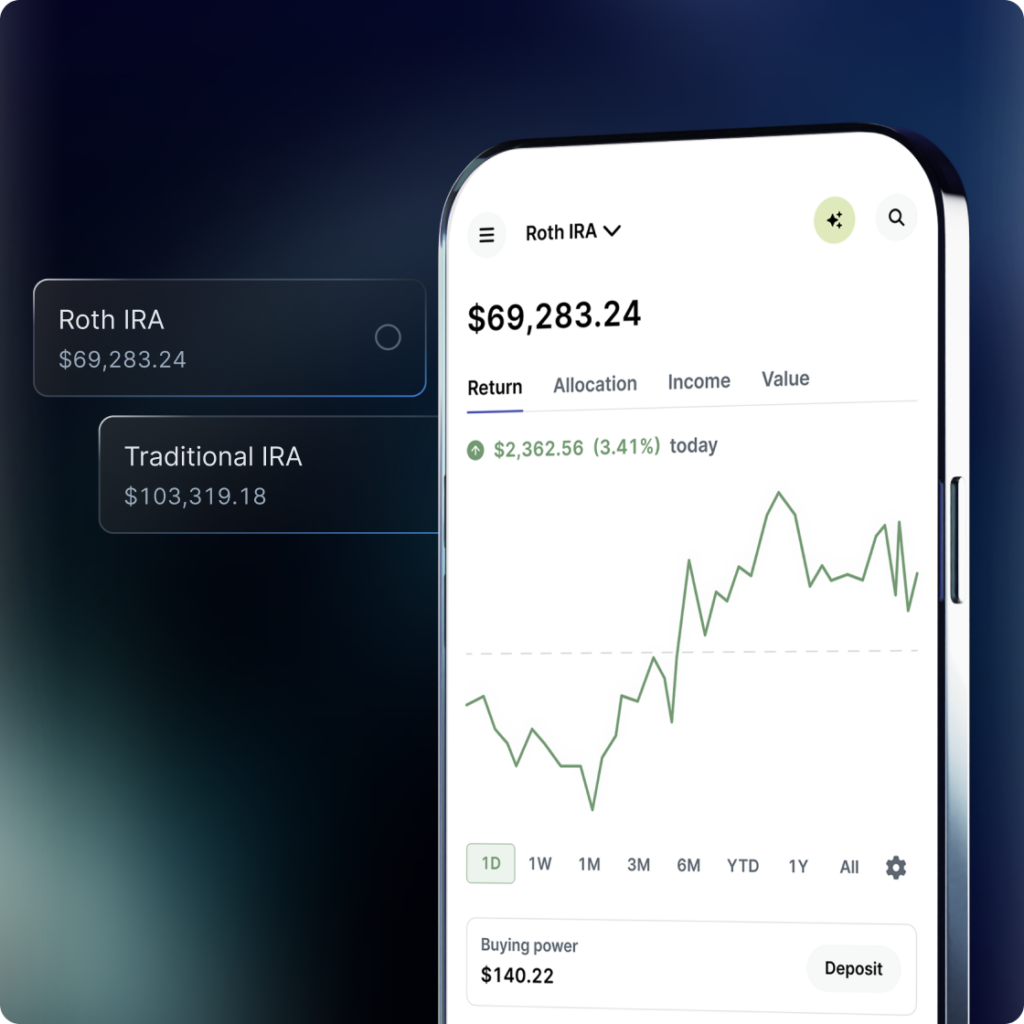 Roth IRA
$69,283.24
Traditional IRA
$103,319.18
Roth IRA
$69,283.24
Return Allocation Income Value
$2,362.56 (3.41%) today
1D 1W 1M 3M 6M YTD 1Y All
Buying power
$140.22
Deposit